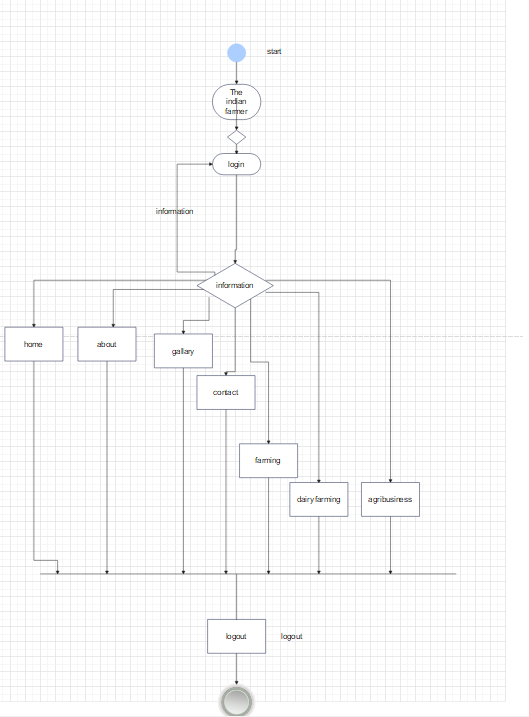 start
The
indian
farmer
login
information
information
home
about
gallary
contact
farming
dairy farming
agribusiness
logout
logout